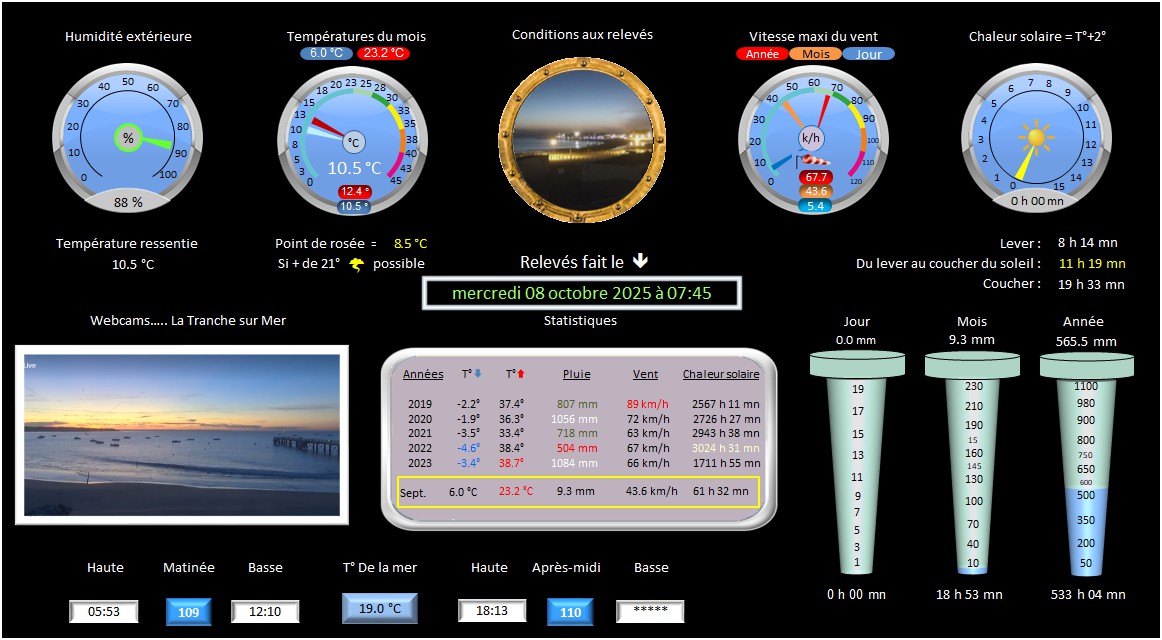 Humidité extérieure
Températures du mois
6.0 °C 23.2 °C
Conditions aux relevés
Vitesse maxi du vent
Année Mois Jour
Chaleur solaire = T°+2°
0 10 20 30 40 50 60 70 80 90 100
%
88 %
0 3 5 8 10 13 15 18 20 23 25 28 30 33 35 38 40 43 45
°C
10.5 °C
12.4 °
10.5 °
0 10 20 30 40 50 60 70 80 90 100 110 120
k/h
67.7
43.6
5.4
0 1 2 3 4 5 6 7 8 9 10 11 12 13 14 15
0 h 00 mn
Température ressentie
10.5 °C
Point de rosée = 8.5 °C
Si + de 21° possible
Relevés fait le
mercredi 08 octobre 2025 à 07:45
Lever : 8 h 14 mn
Du lever au coucher du soleil : 11 h 19 mn
Coucher : 19 h 33 mn
Webcams..... La Tranche sur Mer
Live
Statistiques
Années T° T° Pluie Vent Chaleur solaire
2019 -2.2° 37.4° 807 mm 89 km/h 2567 h 11 mn
2020 -1.9° 36.3° 1056 mm 72 km/h 2726 h 27 mn
2021 -3.5° 33.4° 718 mm 63 km/h 2943 h 38 mn
2022 -4.6° 38.4° 504 mm 67 km/h 3024 h 31 mn
2023 -3.4° 38.7° 1084 mm 66 km/h 1711 h 55 mn
Sept. 6.0 °C 23.2 °C 9.3 mm 43.6 km/h 61 h 32 mn
Jour
0.0 mm
19
17
15
13
11
9
7
5
3
1
0 h 00 mn
Mois
9.3 mm
230
210
190
15
160
145
130
100
70
40
10
18 h 53 mn
Année
565.5 mm
1100
980
900
800
750
650
600
500
350
200
50
533 h 04 mn
Haute Matinée Basse
05:53 109 12:10
T° De la mer
19.0 °C
Haute Après-midi Basse
18:13 110 *****